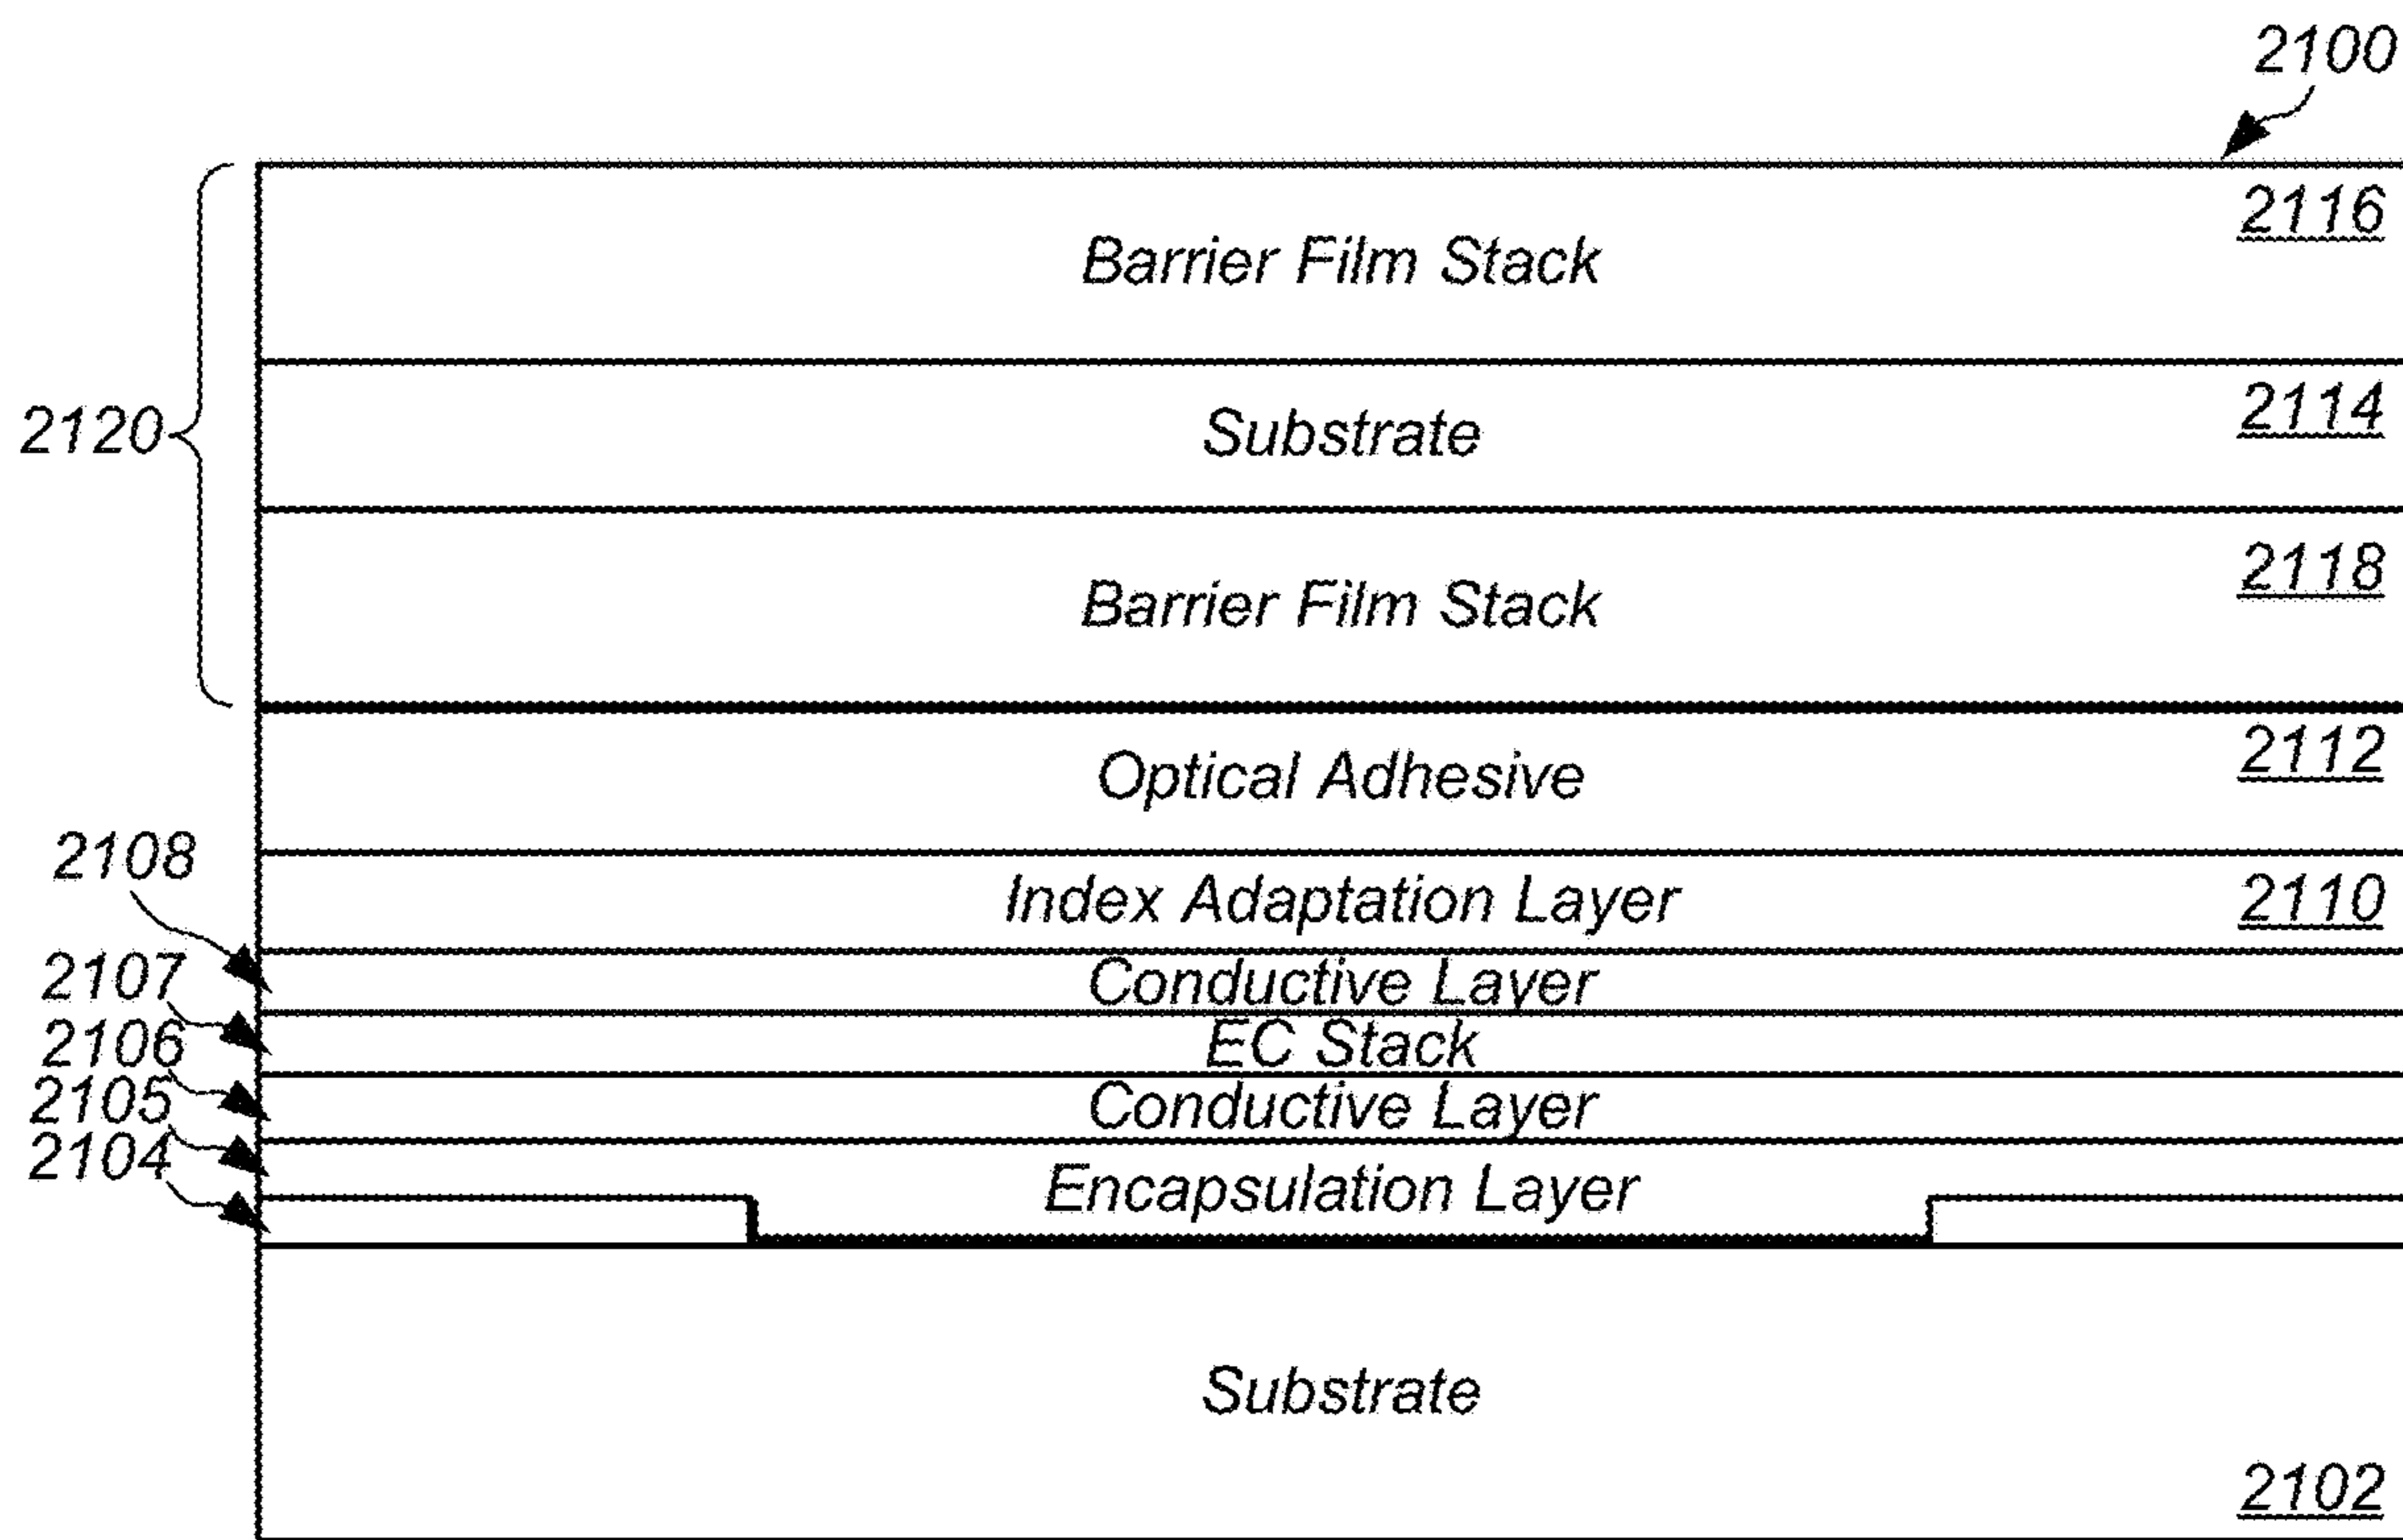 2100
2116
Barrier Film Stack
2114
Substrate
2120
2118
Barrier Film Stack
2112
Optical Adhesive
2108
Index Adaptation Layer
2110
2107
Conductive Layer
2106
EC Stack
2105
Conductive Layer
2104
Encapsulation Layer
Substrate
2102